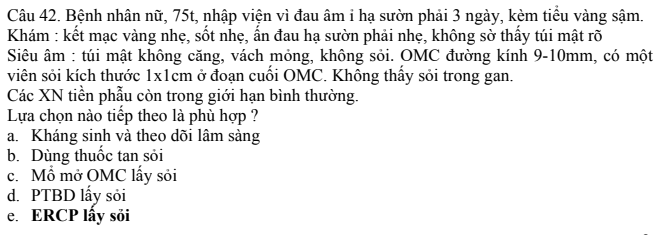 Câu 42. Bệnh nhân nữ, 75t, nhập viện vì đau âm ỉ hạ sườn phải 3 ngày, kèm tiểu vàng sậm.
Khám : kết mạc vàng nhẹ, sốt nhẹ, ấn đau hạ sườn phải nhẹ, không sờ thấy túi mật rõ
Siêu âm : túi mật không căng, vách mỏng, không sỏi. OMC đường kính 9-10mm, có một
viên sỏi kích thước 1x1cm ở đoạn cuối OMC. Không thấy sỏi trong gan.
Các XN tiền phẫu còn trong giới hạn bình thường.
Lựa chọn nào tiếp theo là phù hợp ?
a. Kháng sinh và theo dõi lâm sàng
b. Dùng thuốc tan sỏi
c. Mổ mở OMC lấy sỏi
d. PTBD lấy sỏi
e. ERCP lấy sỏi